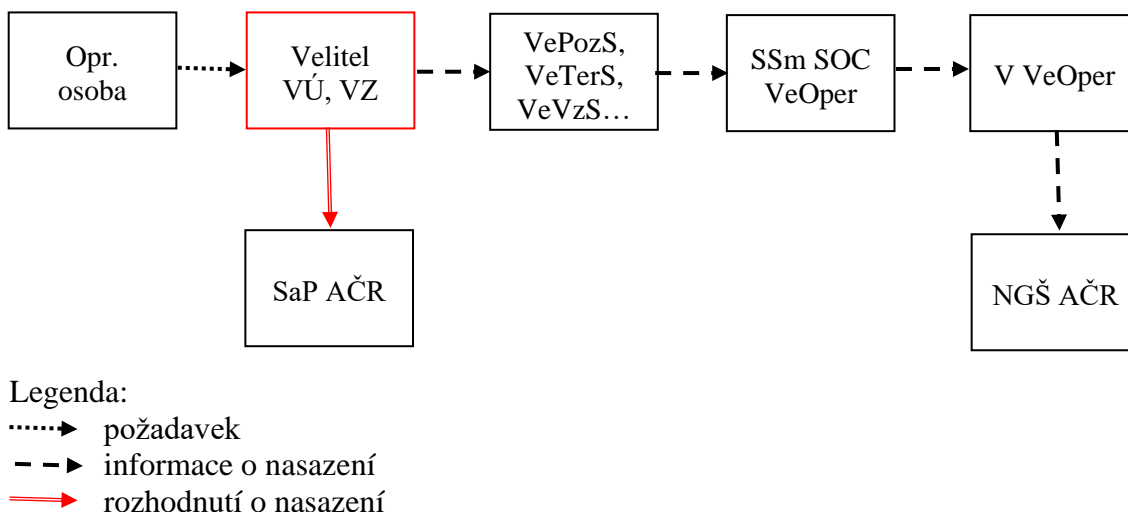 Opr.
osoba
Velitel
VÚ, VZ
VePozS,
VeTerS,
VeVzS…
SSm SOC
VeOper
V VeOper
SaP AČR
NGŠ AČR
Legenda:
požadavek
informace o nasazení
rozhodnutí o nasazení